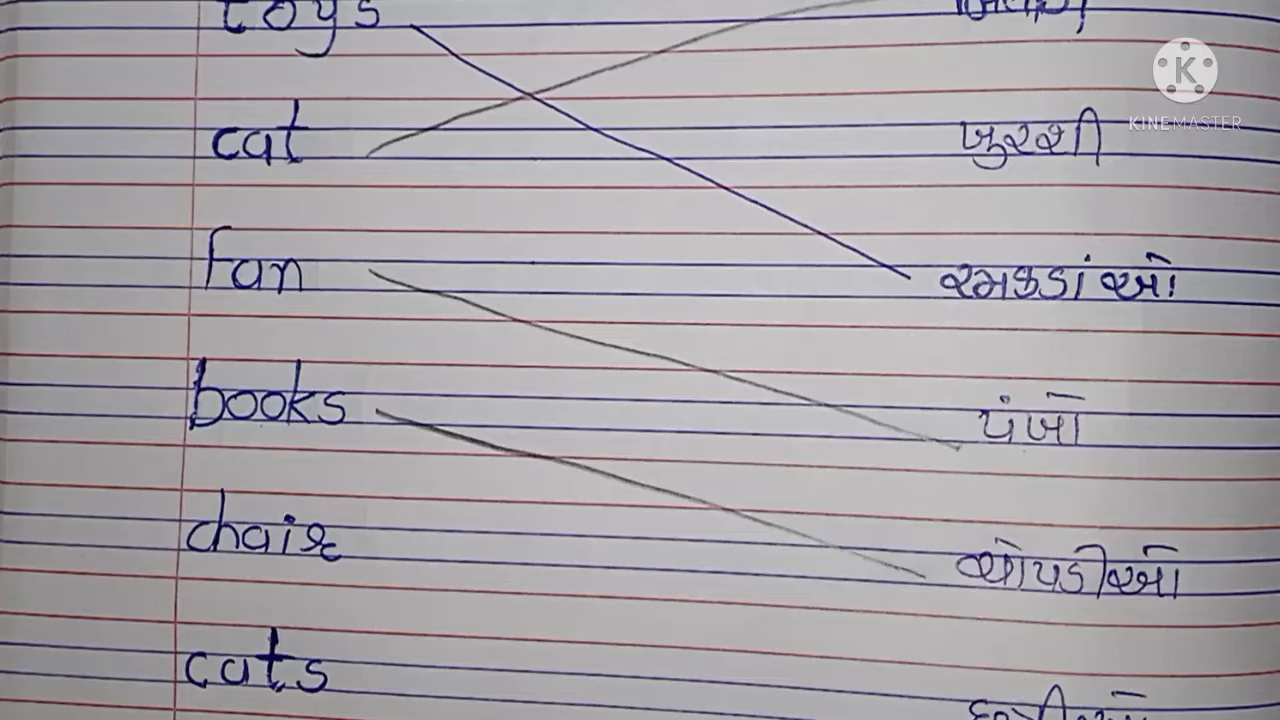 toys
cat ખુરશી
Fan રમકડાંઓ
books પંખો
chair ચોપડીઓ
cats
KINEMASTER